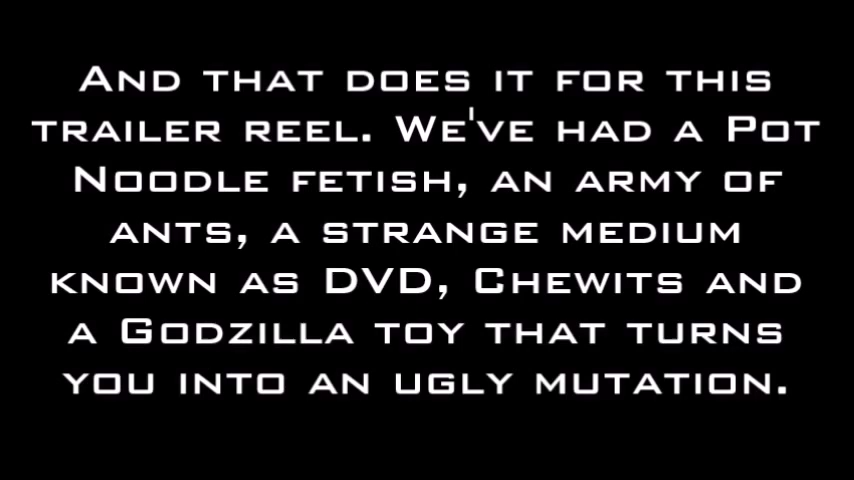 And that does it for this
trailer reel. We've had a Pot
Noodle fetish, an army of
ants, a strange medium
known as DVD, Chewits and
a Godzilla toy that turns
you into an ugly mutation.